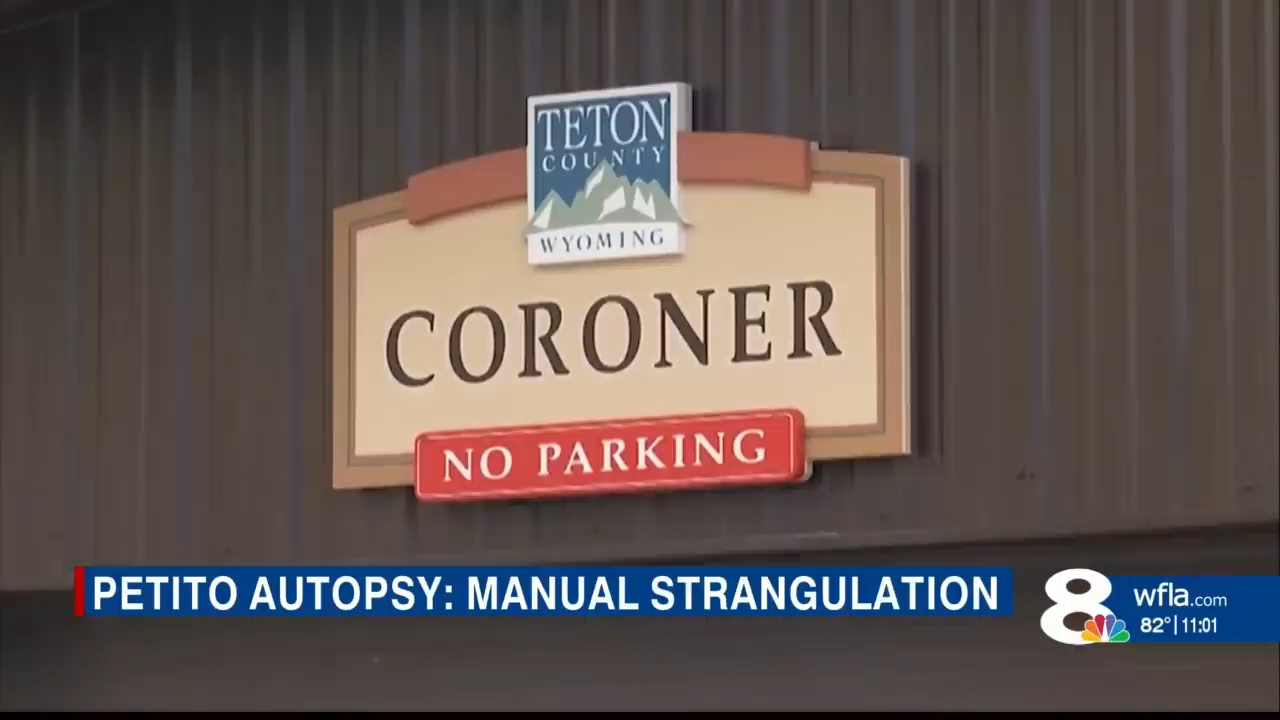 TETON
COUNTY
WYOMING
CORONER
NO PARKING
PETITO AUTOPSY: MANUAL STRANGULATION
8
wfla.com
82° | 11:01